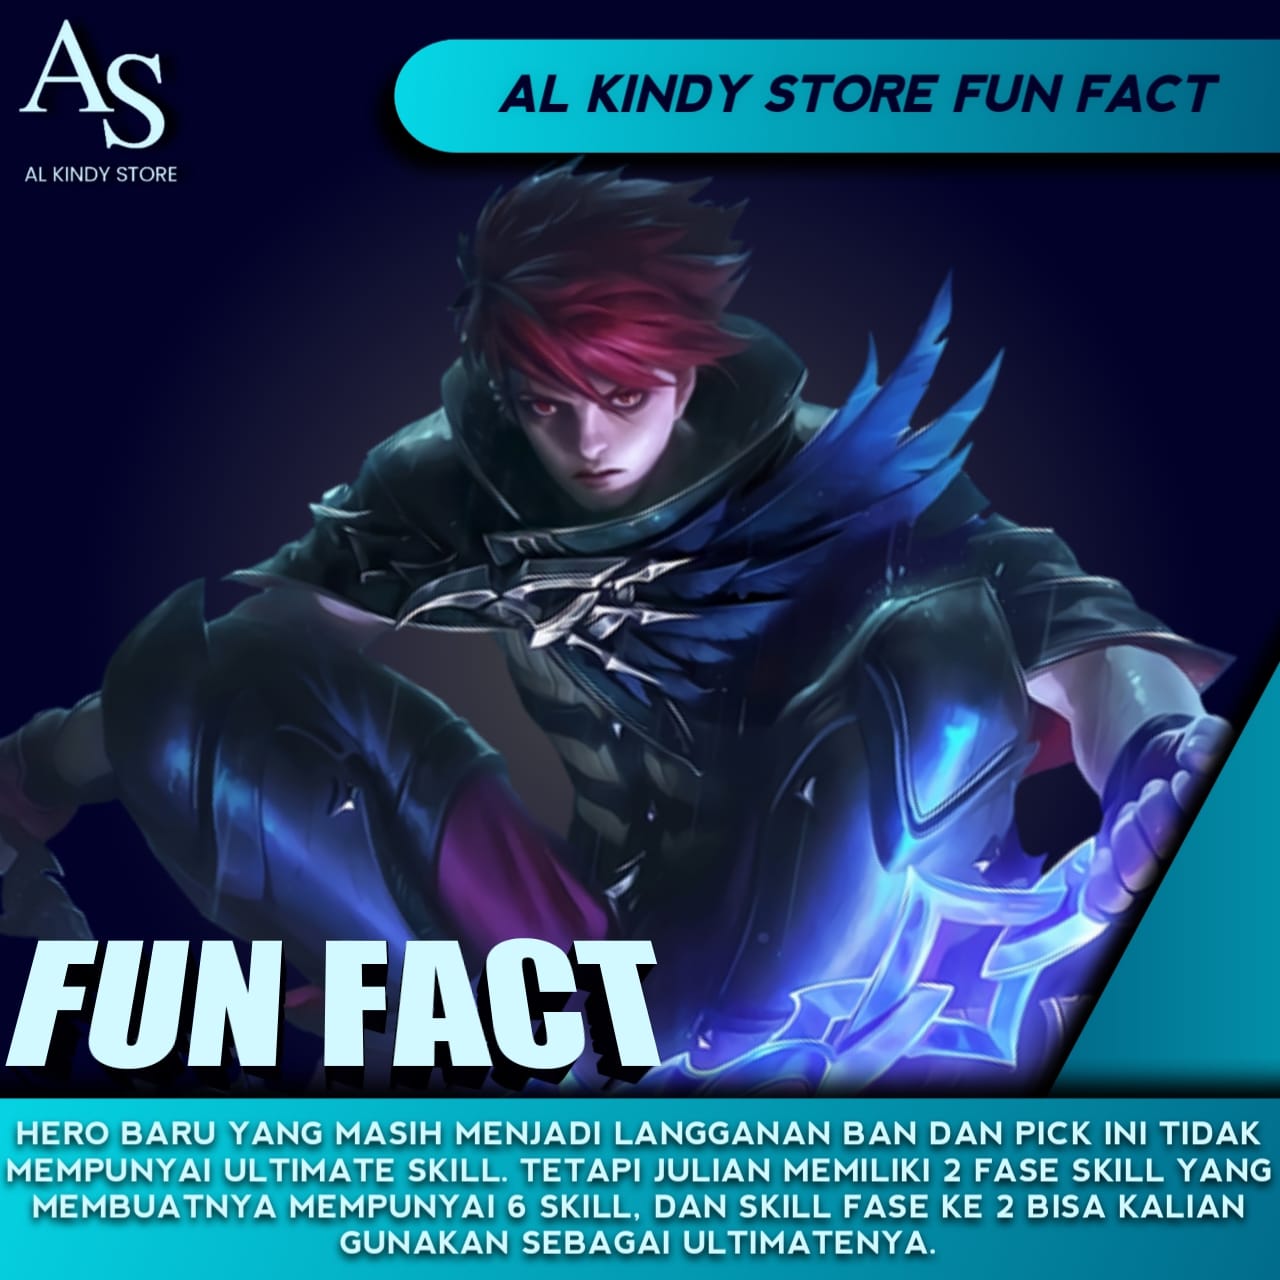 AS
AL KINDY STORE
AL KINDY STORE FUN FACT
FUN FACT
HERO BARU YANG MASIH MENJADI LANGGANAN BAN DAN PICK INI TIDAK
MEMPUNYAI ULTIMATE SKILL. TETAPI JULIAN MEMILIKI 2 FASE SKILL YANG
MEMBUATNYA MEMPUNYAI 6 SKILL, DAN SKILL FASE KE 2 BISA KALIAN
GUNAKAN SEBAGAI ULTIMATENYA.